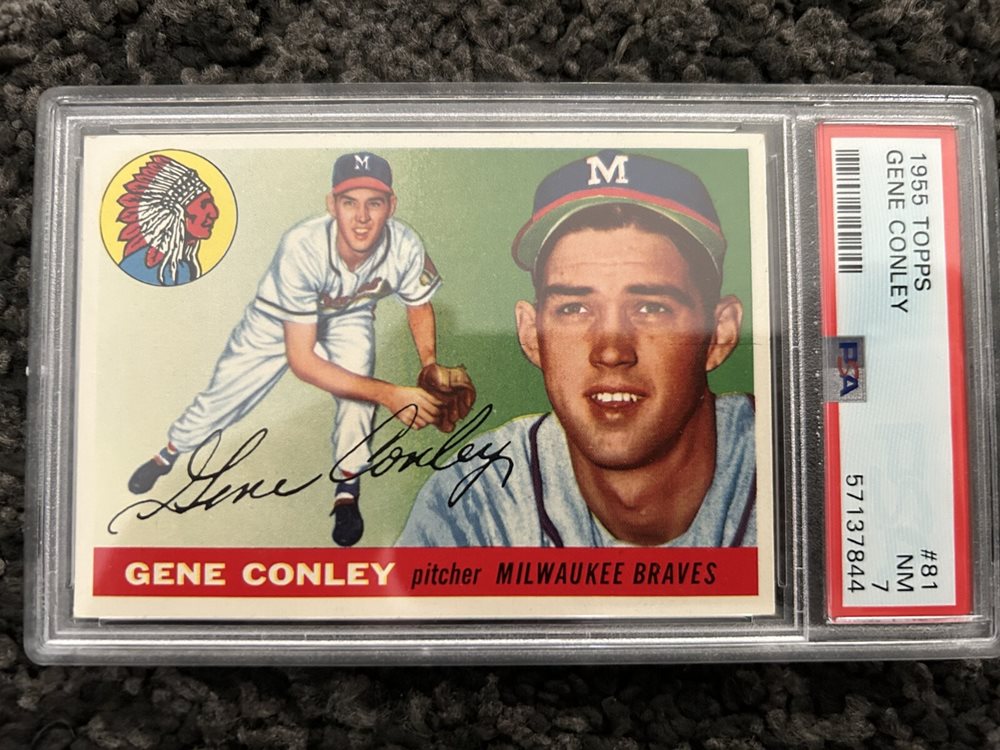 M
M
Gene Conley
GENE CONLEY pitcher MILWAUKEE BRAVES
1955 TOPPS
GENE CONLEY
PSA
#81
NM
7
57137844